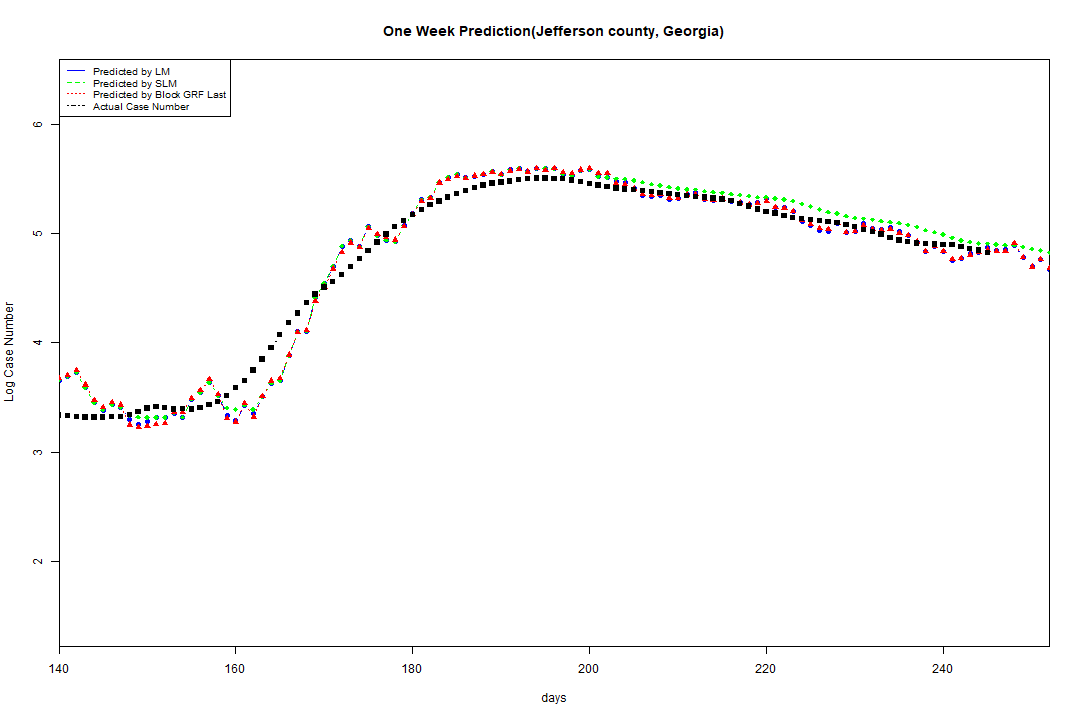 One Week Prediction(Jefferson county, Georgia)
Predicted by LM
Predicted by SLM
Predicted by Block GRF Last
Actual Case Number
6
5
4
3
2
Log Case Number
140 160 180 200 220 240
days